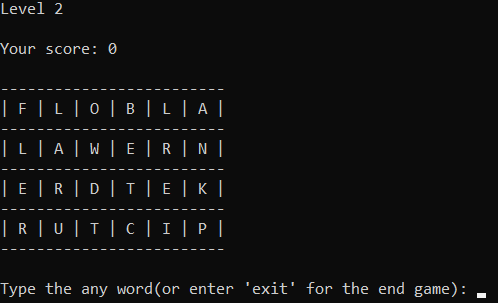 Level 2
Your score: 0
-------------------------
| F | L | O | B | L | A |
-------------------------
| L | A | W | E | R | N |
-------------------------
| E | R | D | T | E | K |
-------------------------
| R | U | T | C | I | P |
-------------------------
Type the any word(or enter 'exit' for the end game):